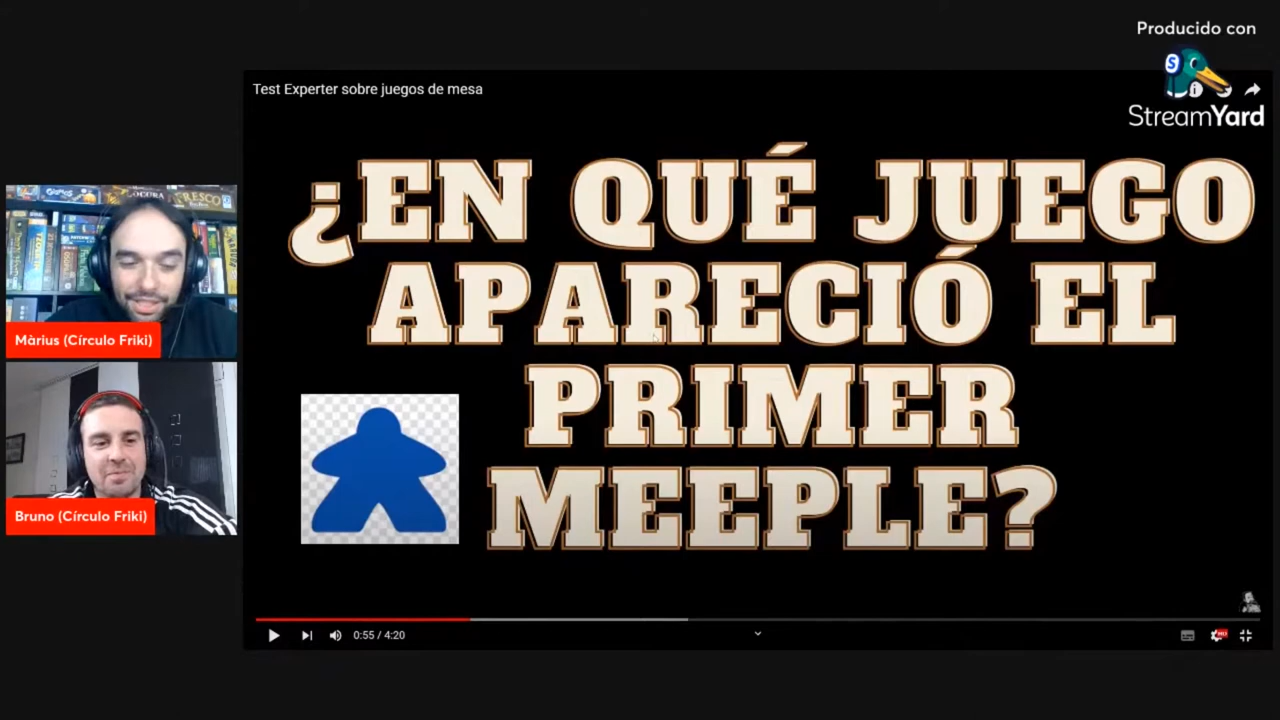 Producido con
StreamYard
Test Experter sobre juegos de mesa
¿EN QUÉ JUEGO
APARECIÓ EL
PRIMER
MEEPLE?
Màrius (Círculo Friki)
Bruno (Círculo Friki)
0:55 / 4:20